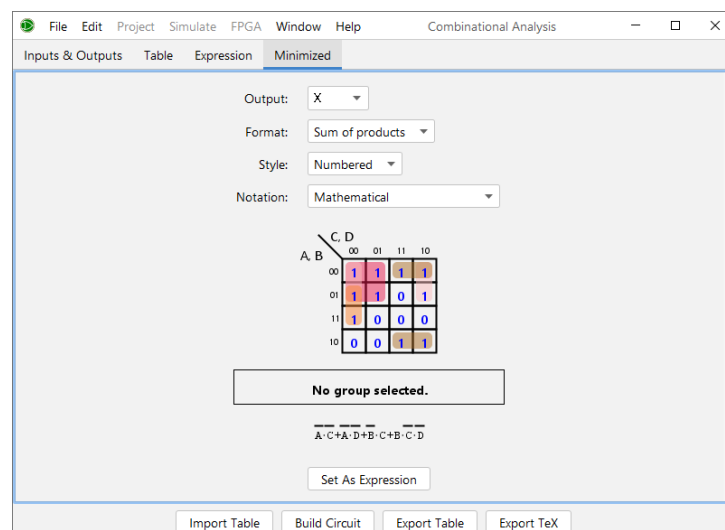 File Edit Project Simulate FPGA Window Help Combinational Analysis
Inputs & Outputs Table Expression Minimized
Output: X
Format: Sum of products
Style: Numbered
Notation: Mathematical
C, D
A, B 00 01 11 10
00 1 1 1 1
01 1 1 0 1
11 1 0 0 0
10 0 0 1 1
No group selected.
A̅·C̅+A̅·D̅+B̅·C+B·C̅·D̅
Set As Expression
Import Table Build Circuit Export Table Export TeX